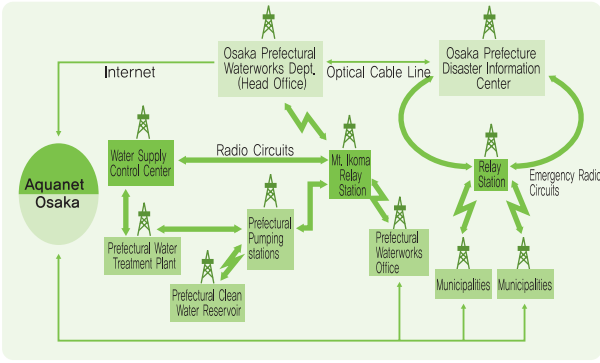 Osaka Prefectural
Waterworks Dept.
(Head Office)
Osaka Prefecture
Disaster Information
Center
Internet
Optical Cable Line
Water Supply
Control Center
Radio Circuits
Mt. Ikoma
Relay
Station
Relay
Station
Emergency Radio
Circuits
Aquanet
Osaka
Prefectural Water
Treatment Plant
Prefectural
Pumping
stations
Prefectural
Waterworks
Office
Prefectural Clean
Water Reservoir
Municipalities
Municipalities